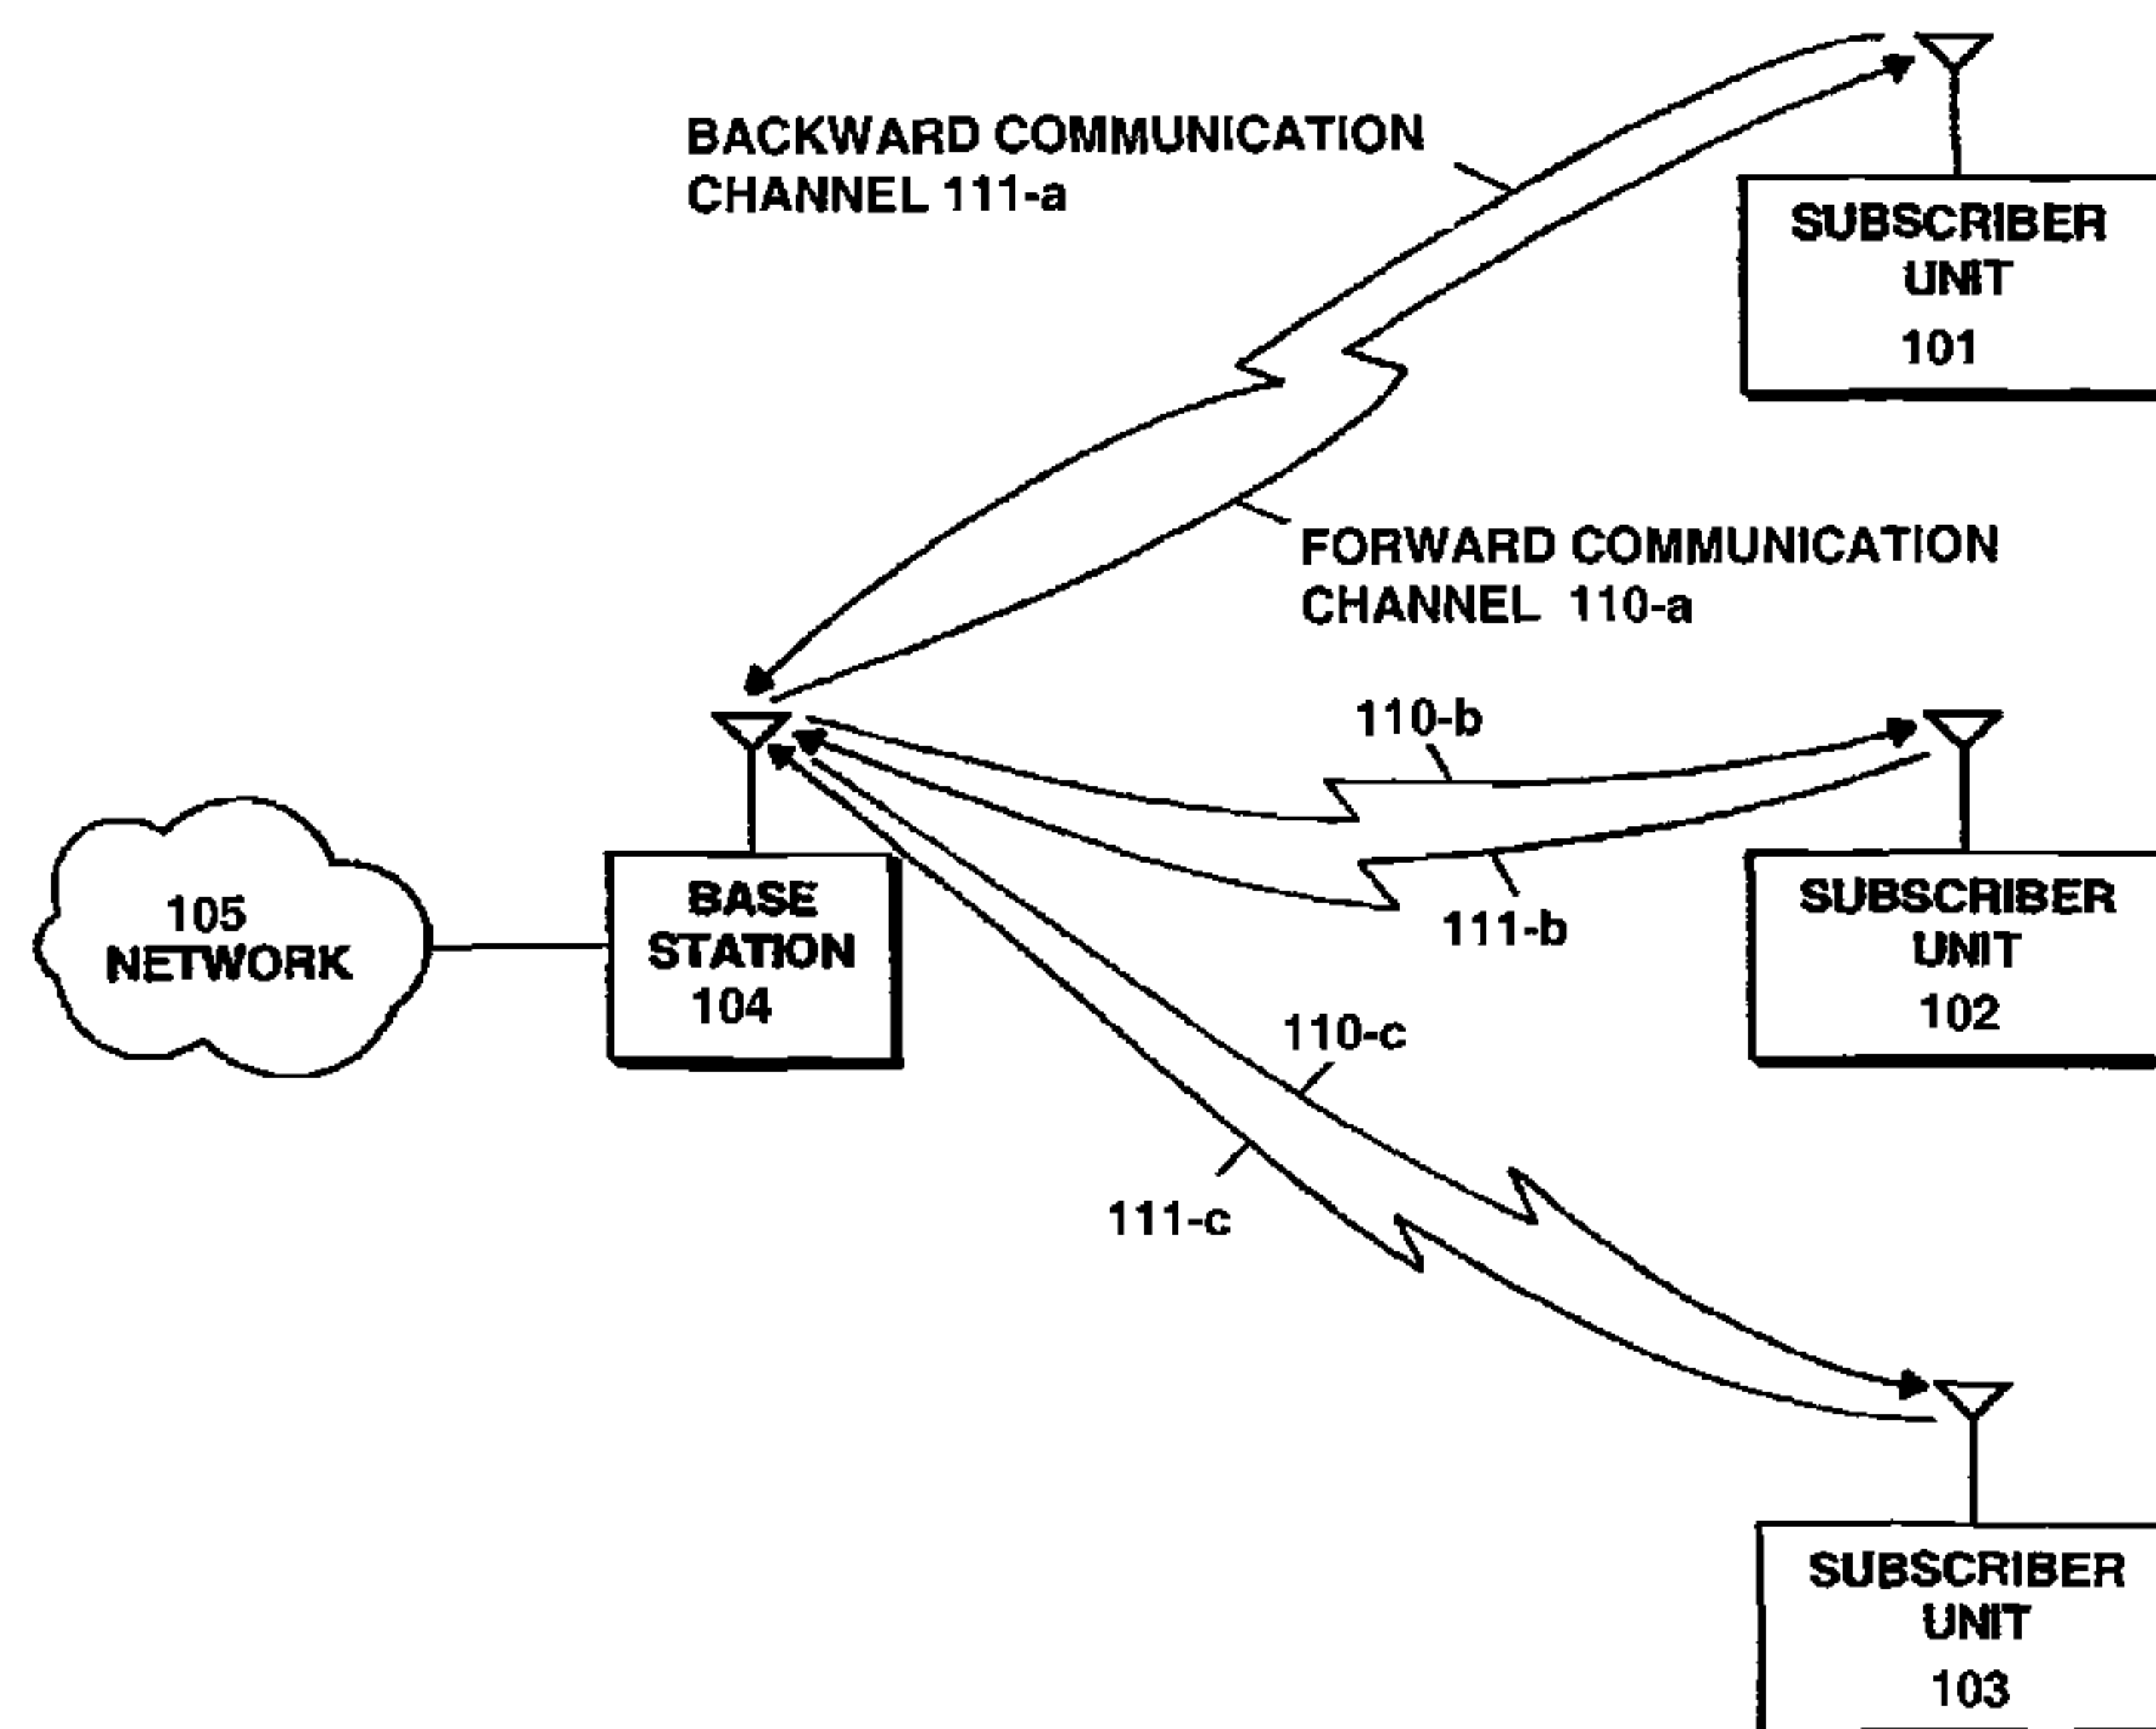 BACKWARD COMMUNICATION
CHANNEL 111-a
SUBSCRIBER
UNIT
101
FORWARD COMMUNICATION
CHANNEL 110-a
110-b
111-b
SUBSCRIBER
UNIT
102
105
NETWORK
BASE
STATION
104
110-c
111-c
SUBSCRIBER
UNIT
103